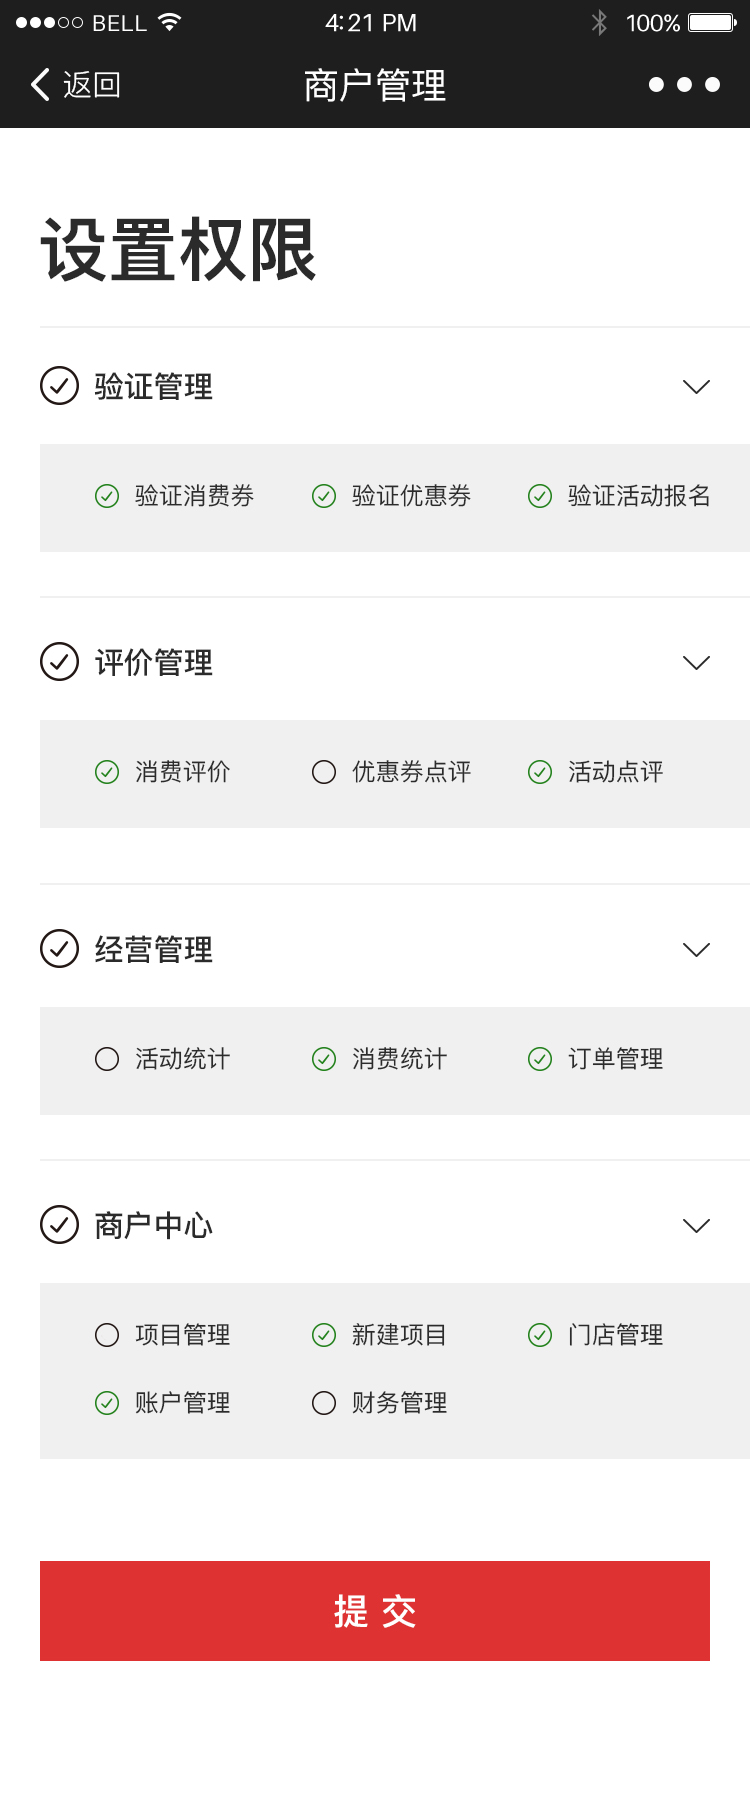 BELL 4:21 PM 100%
返回 商户管理
设置权限
验证管理
验证消费券 验证优惠券 验证活动报名
评价管理
消费评价 优惠券点评 活动点评
经营管理
活动统计 消费统计 订单管理
商户中心
项目管理 新建项目 门店管理
账户管理 财务管理
提 交